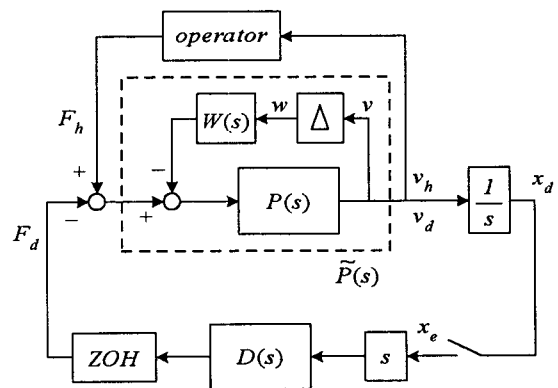 operator
F_h
w
v
W(s)
Δ
+
−
−
+
P(s)
v_h
v_d
1/s
x_d
F_d
P̃(s)
x_e
ZOH
D(s)
s